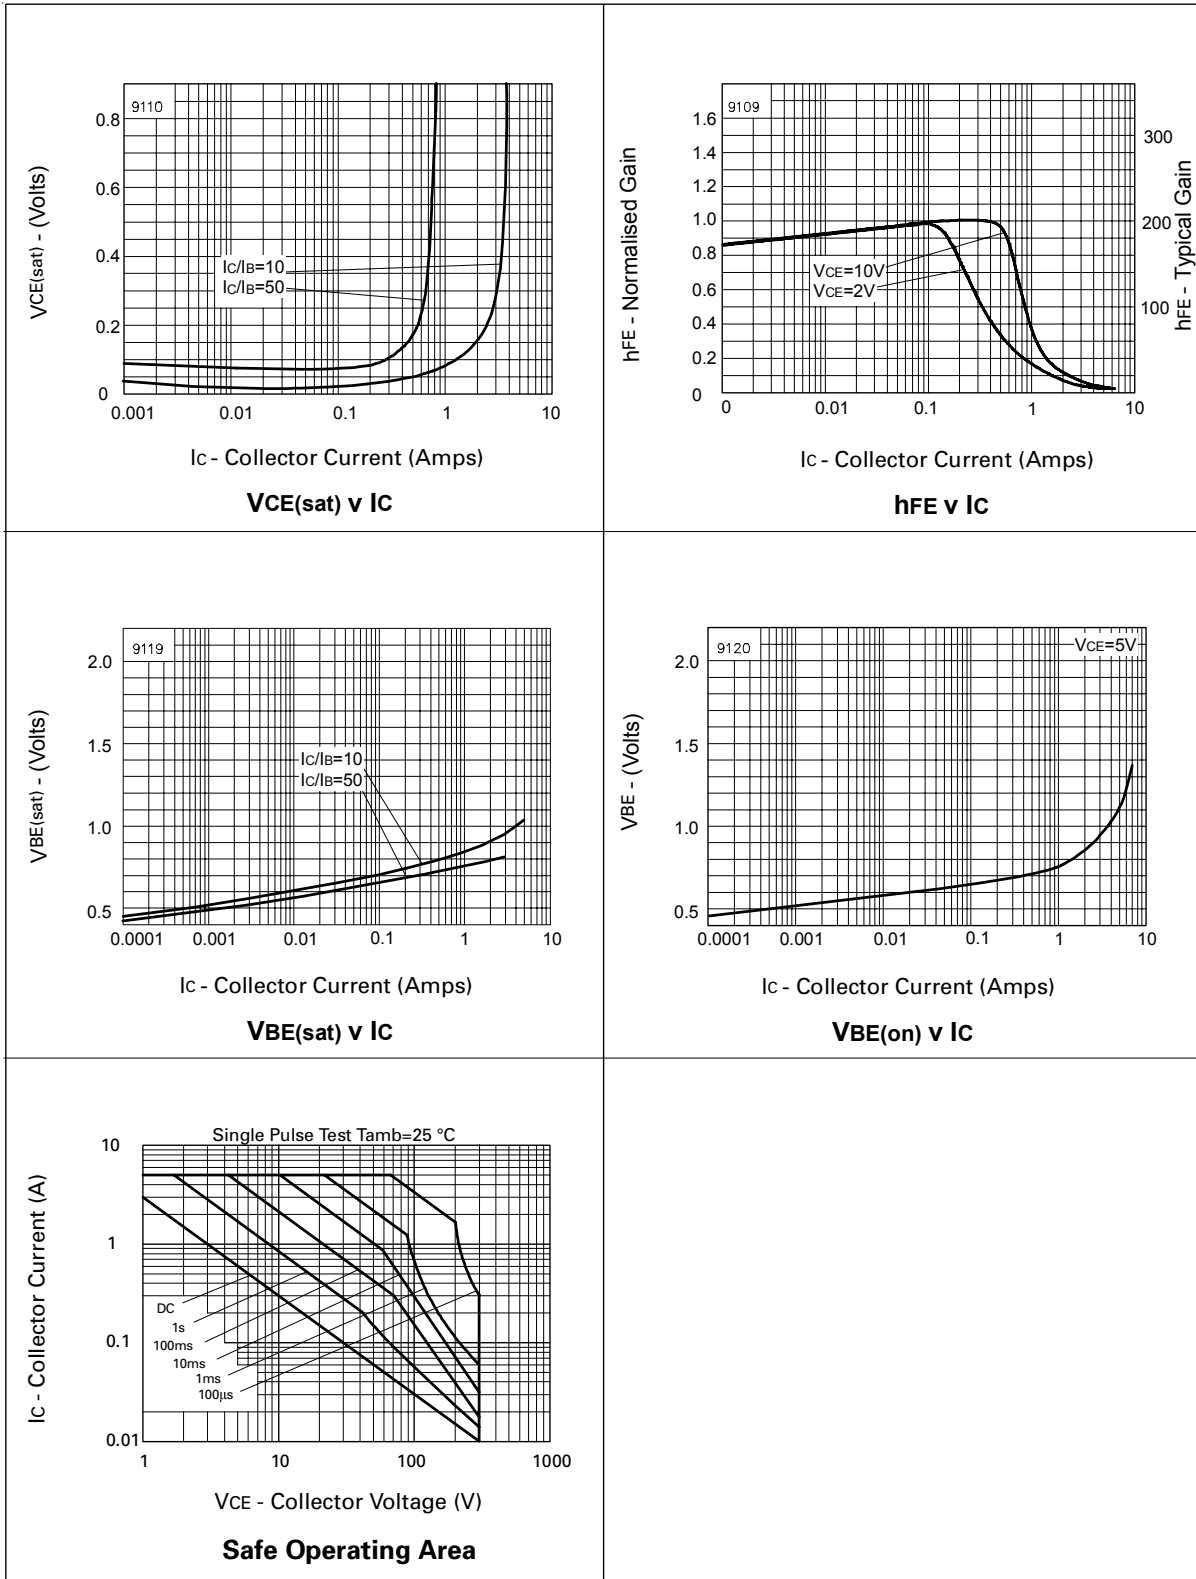 9110
0.8
0.6
0.4
0.2
0
VCE(sat) - (Volts)
IC/IB=10
IC/IB=50
0.001 0.01 0.1 1 10
IC - Collector Current (Amps)
VCE(sat) v IC
9109
1.6
1.4
1.2
1.0
0.8
0.6
0.4
0.2
0
hFE - Normalised Gain
300
200
100
hFE - Typical Gain
VCE=10V
VCE=2V
0 0.01 0.1 1 10
IC - Collector Current (Amps)
hFE v IC
9119
2.0
1.5
1.0
0.5
VBE(sat) - (Volts)
IC/IB=10
IC/IB=50
0.0001 0.001 0.01 0.1 1 10
IC - Collector Current (Amps)
VBE(sat) v IC
9120
VCE=5V
2.0
1.5
1.0
0.5
VBE - (Volts)
0.0001 0.001 0.01 0.1 1 10
IC - Collector Current (Amps)
VBE(on) v IC
Single Pulse Test Tamb=25 °C
10
1
0.1
0.01
IC - Collector Current (A)
DC
1s
100ms
10ms
1ms
100µs
1 10 100 1000
VCE - Collector Voltage (V)
Safe Operating Area